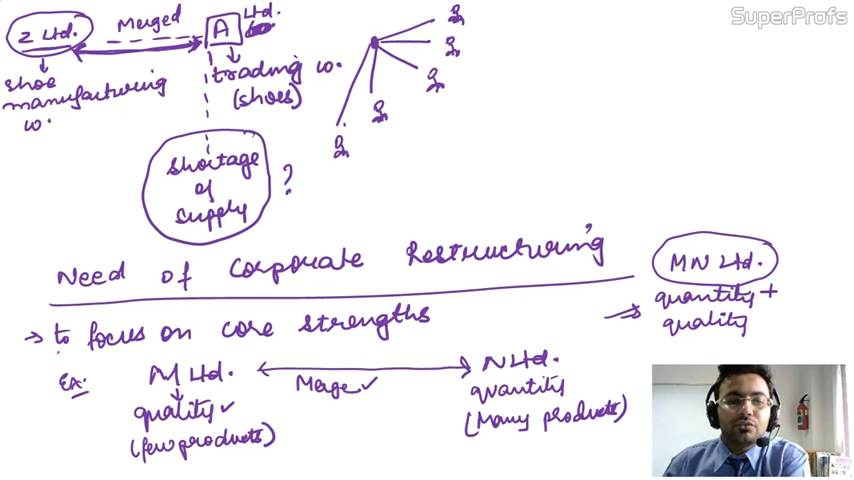 SuperProfs
Z Ltd.
Merged
A Ltd.
shoe
manufacturing
co.
trading co.
(shoes)
shortage
of
supply
?
Need of corporate Restructuring
MN Ltd.
quantity +
quality
→ to focus on core strengths
Ex:
M Ltd.
Merge ✓
N Ltd.
quality ✓
(few products)
quantity
(Many products)